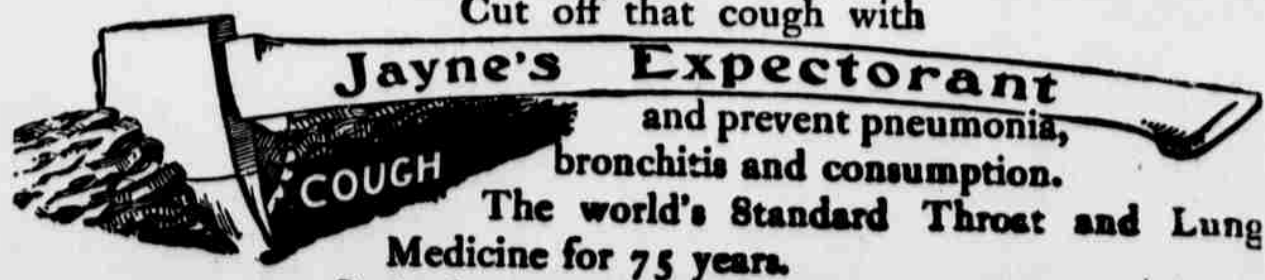 Cut off that cough with
Jayne's Expectorant
and prevent pneumonia,
COUGH
bronchitis and consumption.
The world's Standard Throat and Lung
Medicine for 75 years.